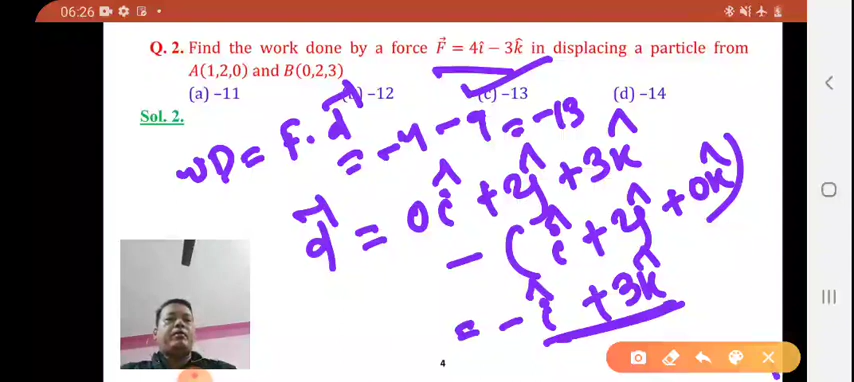 06:26
Q. 2. Find the work done by a force F⃗ = 4î − 3k̂ in displacing a particle from
A(1,2,0) and B(0,2,3)
(a) –11 (b) –12 (c) –13 (d) –14
Sol. 2.
WD = F. d⃗ = -4 - 9 = -13
d⃗ = 0î + 2ĵ + 3k̂
- (î + 2ĵ + 0k̂)
= - î + 3k̂
4